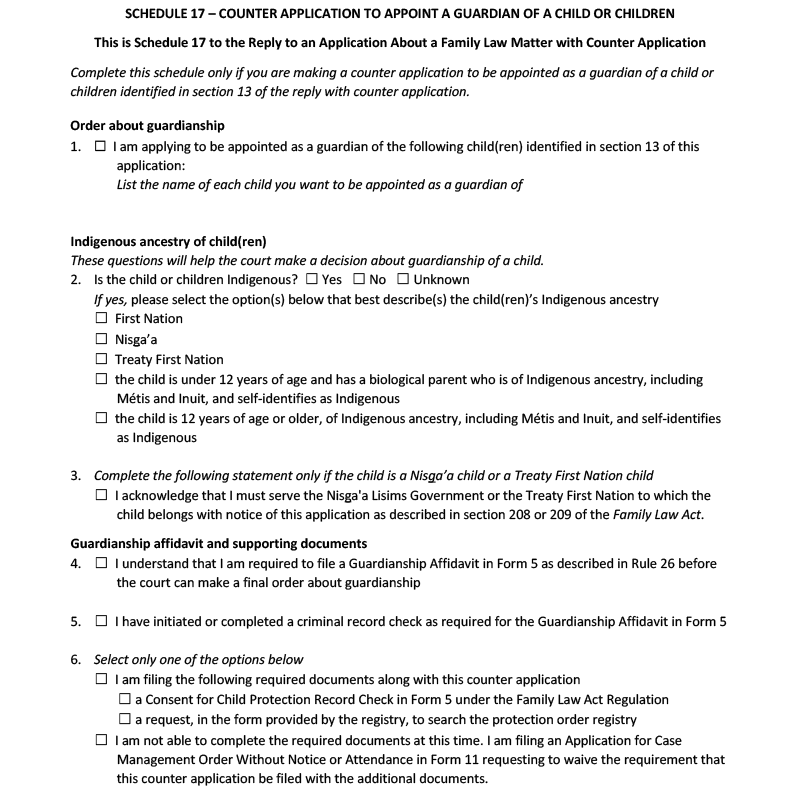 SCHEDULE 17 – COUNTER APPLICATION TO APPOINT A GUARDIAN OF A CHILD OR CHILDREN
This is Schedule 17 to the Reply to an Application About a Family Law Matter with Counter Application
Complete this schedule only if you are making a counter application to be appointed as a guardian of a child or
children identified in section 13 of the reply with counter application.
Order about guardianship
1. ☐ I am applying to be appointed as a guardian of the following child(ren) identified in section 13 of this
application:
List the name of each child you want to be appointed as a guardian of
Indigenous ancestry of child(ren)
These questions will help the court make a decision about guardianship of a child.
2. Is the child or children Indigenous? ☐ Yes ☐ No ☐ Unknown
If yes, please select the option(s) below that best describe(s) the child(ren)’s Indigenous ancestry
☐ First Nation
☐ Nisga’a
☐ Treaty First Nation
☐ the child is under 12 years of age and has a biological parent who is of Indigenous ancestry, including
Métis and Inuit, and self-identifies as Indigenous
☐ the child is 12 years of age or older, of Indigenous ancestry, including Métis and Inuit, and self-identifies
as Indigenous
3. Complete the following statement only if the child is a Nisga’a child or a Treaty First Nation child
☐ I acknowledge that I must serve the Nisga'a Lisims Government or the Treaty First Nation to which the
child belongs with notice of this application as described in section 208 or 209 of the Family Law Act.
Guardianship affidavit and supporting documents
4. ☐ I understand that I am required to file a Guardianship Affidavit in Form 5 as described in Rule 26 before
the court can make a final order about guardianship
5. ☐ I have initiated or completed a criminal record check as required for the Guardianship Affidavit in Form 5
6. Select only one of the options below
☐ I am filing the following required documents along with this counter application
☐ a Consent for Child Protection Record Check in Form 5 under the Family Law Act Regulation
☐ a request, in the form provided by the registry, to search the protection order registry
☐ I am not able to complete the required documents at this time. I am filing an Application for Case
Management Order Without Notice or Attendance in Form 11 requesting to waive the requirement that
this counter application be filed with the additional documents.